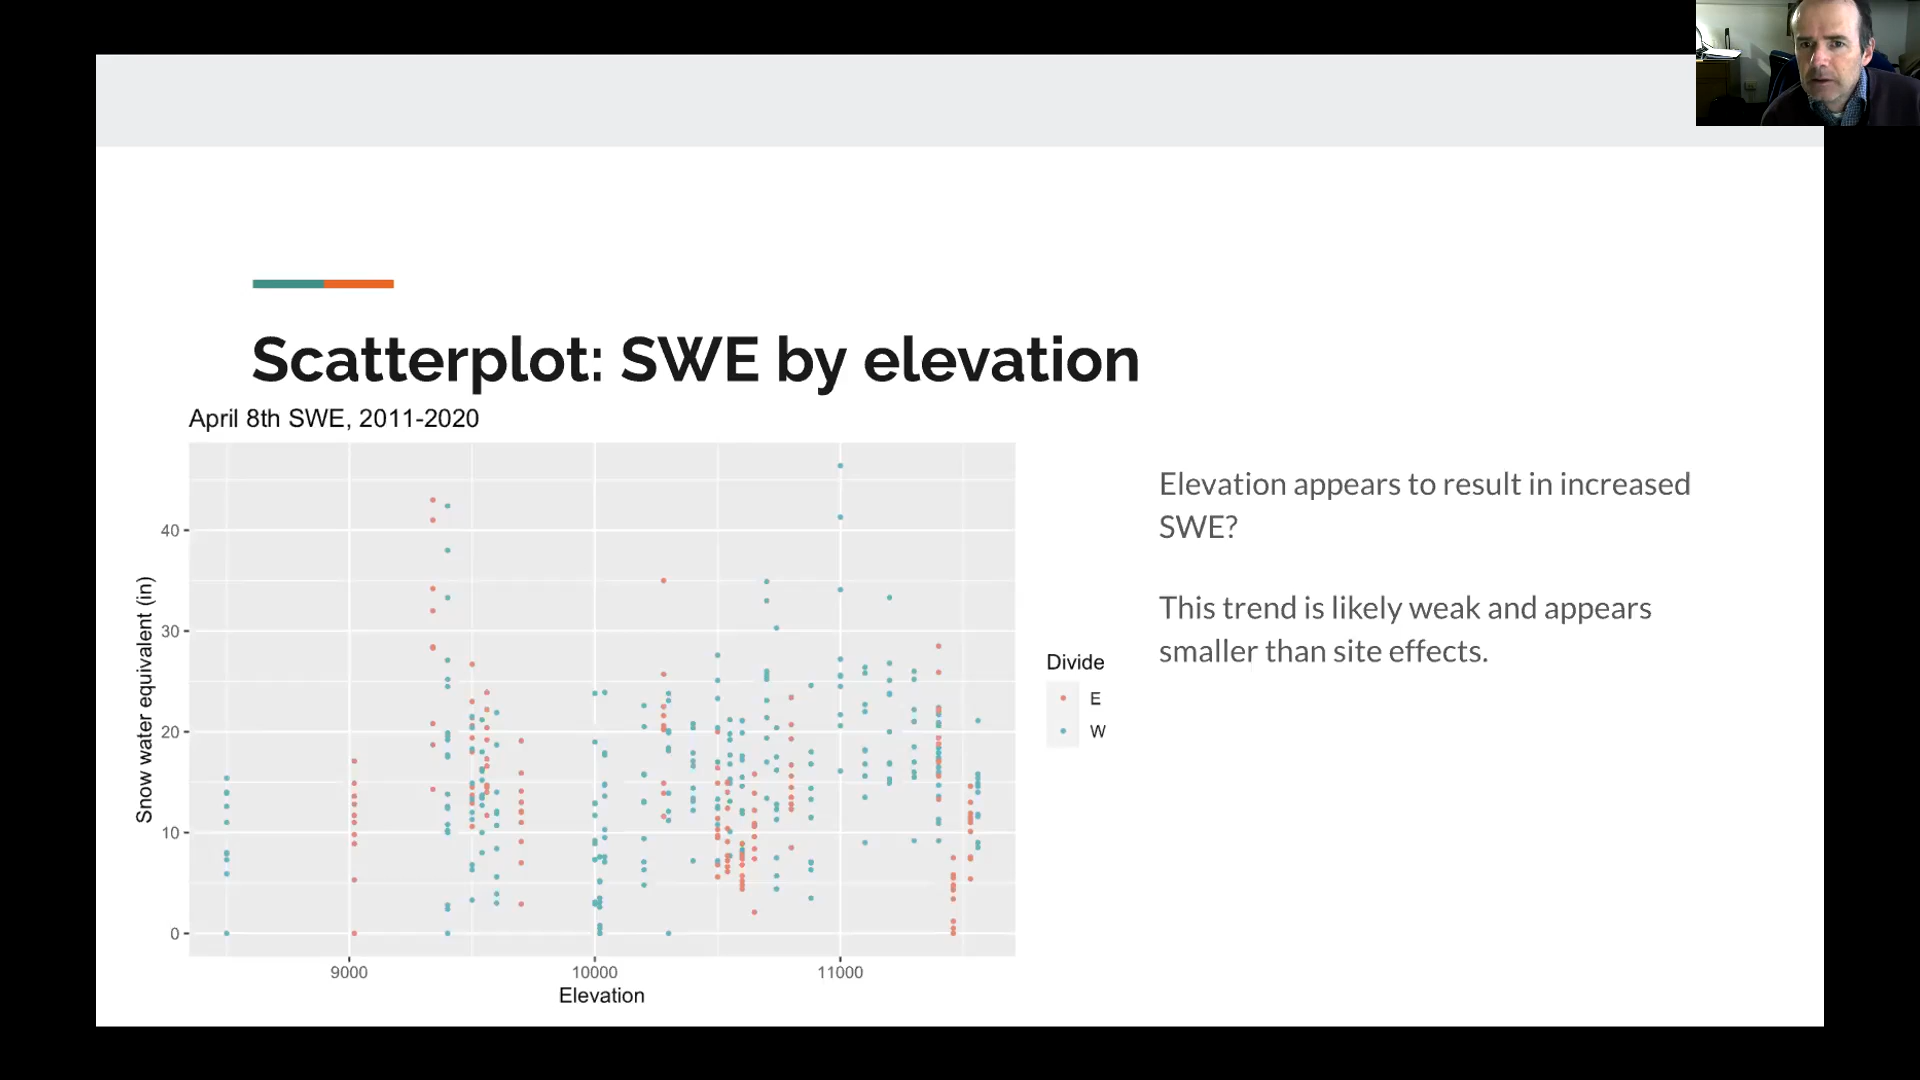 Scatterplot: SWE by elevation
April 8th SWE, 2011-2020
Snow water equivalent (in)
40
30
20
10
0
9000
10000
11000
Elevation
Divide
E
W
Elevation appears to result in increased
SWE?
This trend is likely weak and appears
smaller than site effects.